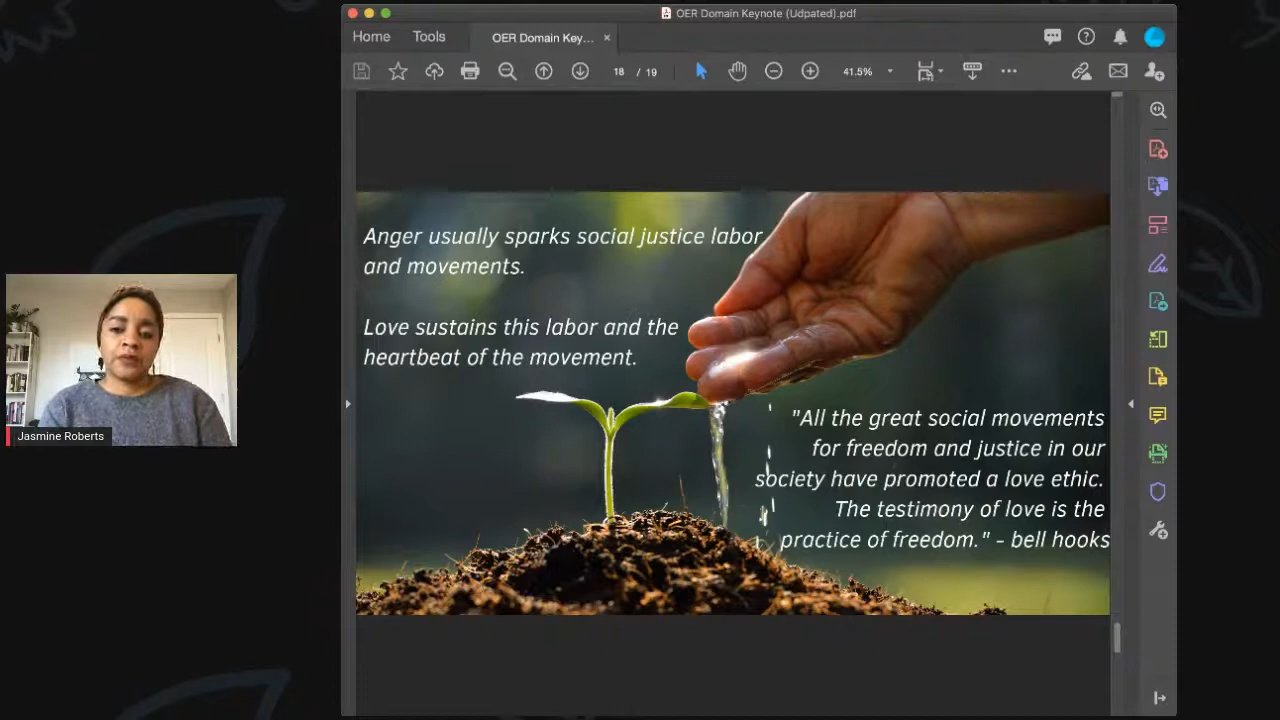 OER Domain Keynote (Udpated).pdf
Home
Tools
OER Domain Key...
18 / 19
41.5%
Anger usually sparks social justice labor
and movements.
Love sustains this labor and the
heartbeat of the movement.
"All the great social movements
for freedom and justice in our
society have promoted a love ethic.
The testimony of love is the
practice of freedom." - bell hooks
Jasmine Roberts